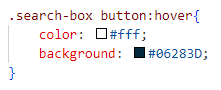 .search-box button:hover{
    color: #fff;
    background: #06283D;
}